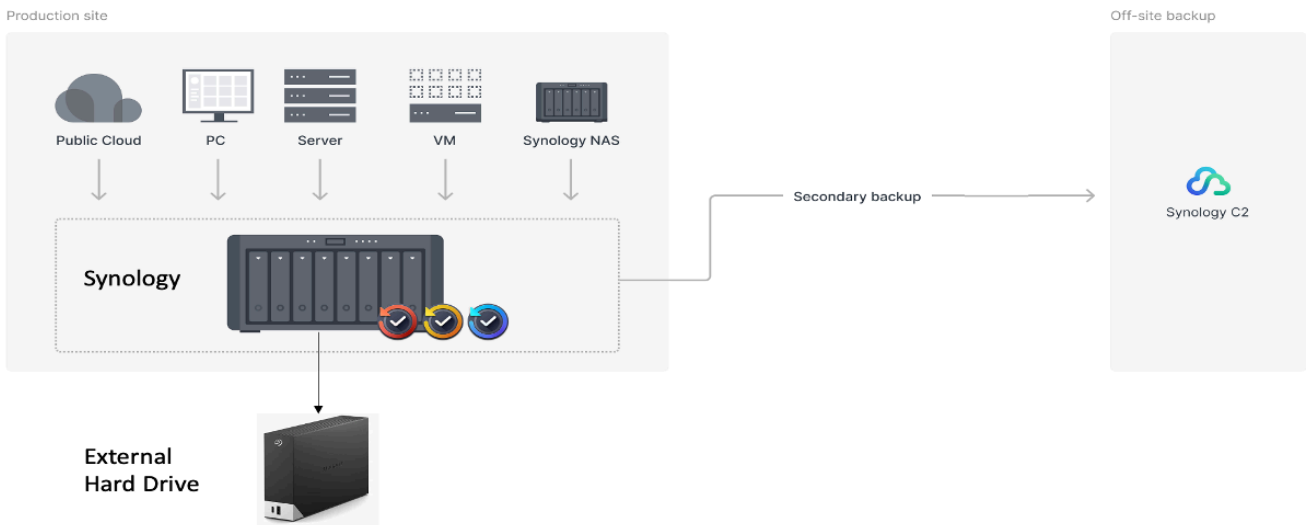 Production site
Off-site backup
Public Cloud
PC
Server
VM
Synology NAS
Secondary backup
Synology C2
Synology
External
Hard Drive